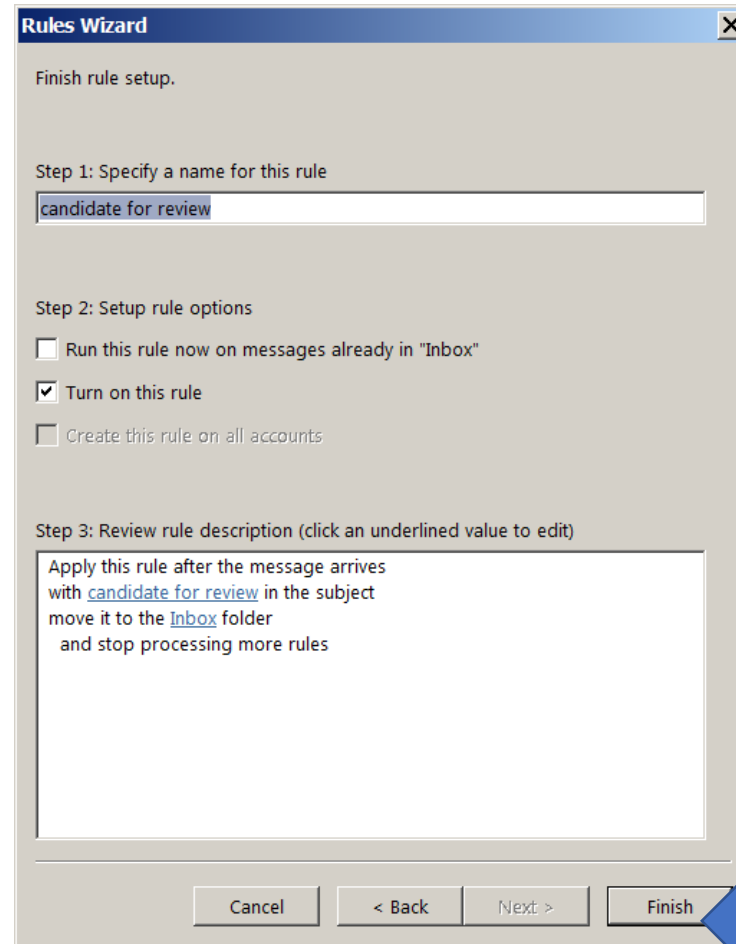 Rules Wizard
Finish rule setup.
Step 1: Specify a name for this rule
candidate for review
Step 2: Setup rule options
Run this rule now on messages already in "Inbox"
Turn on this rule
Create this rule on all accounts
Step 3: Review rule description (click an underlined value to edit)
Apply this rule after the message arrives
with candidate for review in the subject
move it to the Inbox folder
and stop processing more rules
Cancel < Back Next > Finish